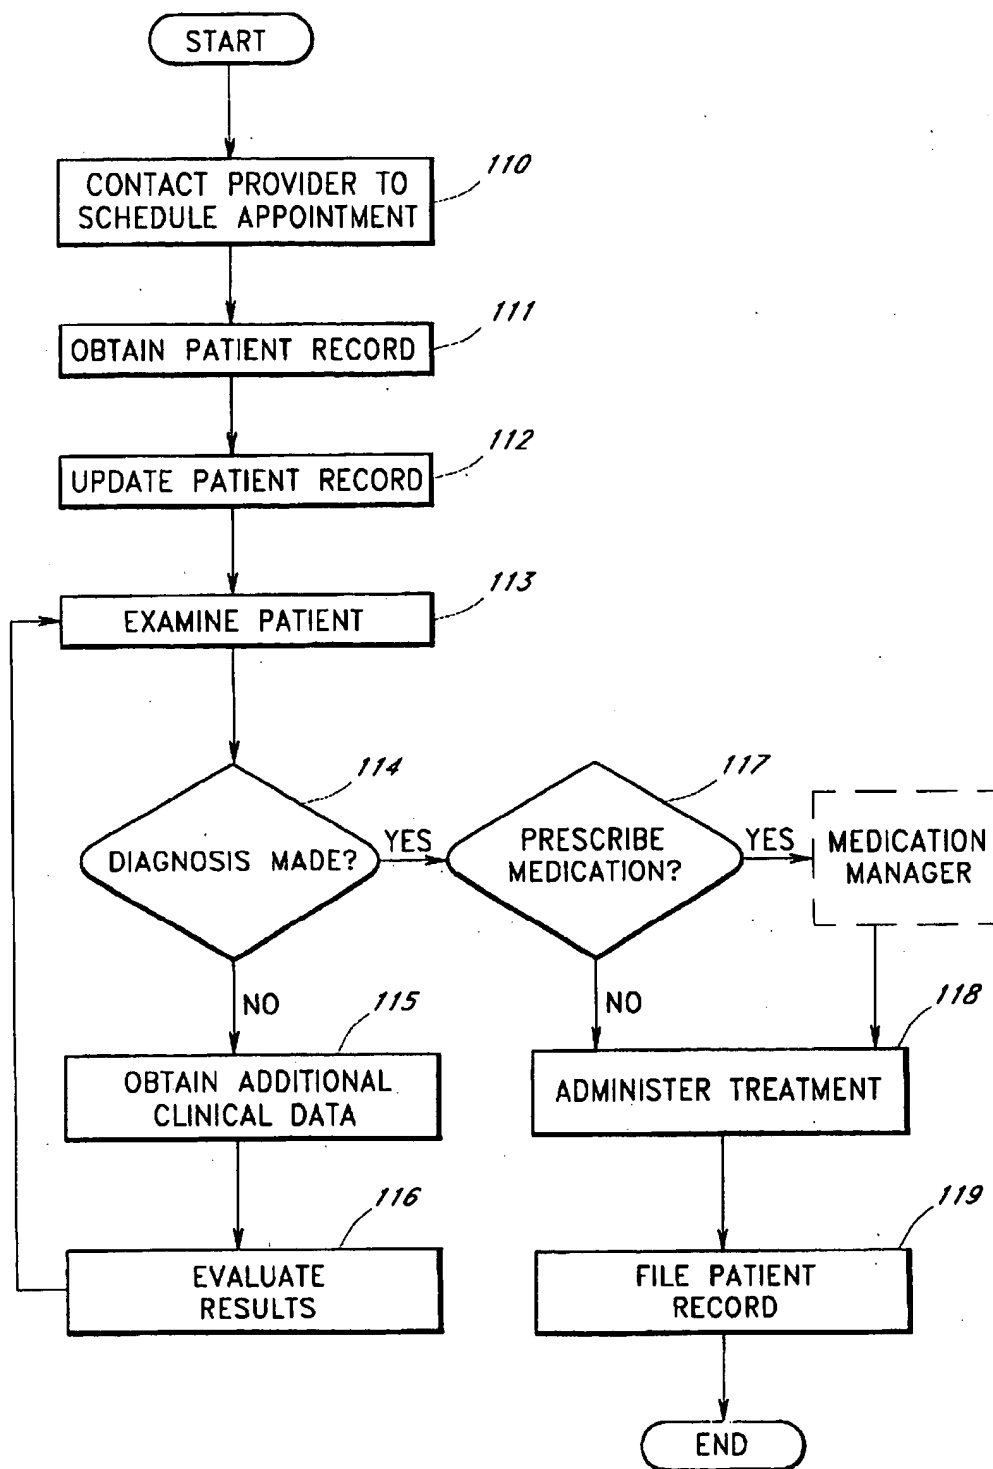 START
110
CONTACT PROVIDER TO
SCHEDULE APPOINTMENT
111
OBTAIN PATIENT RECORD
112
UPDATE PATIENT RECORD
113
EXAMINE PATIENT
114
DIAGNOSIS MADE?
YES
117
PRESCRIBE
MEDICATION?
YES
MEDICATION
MANAGER
NO
115
OBTAIN ADDITIONAL
CLINICAL DATA
NO
118
ADMINISTER TREATMENT
116
EVALUATE
RESULTS
119
FILE PATIENT
RECORD
END